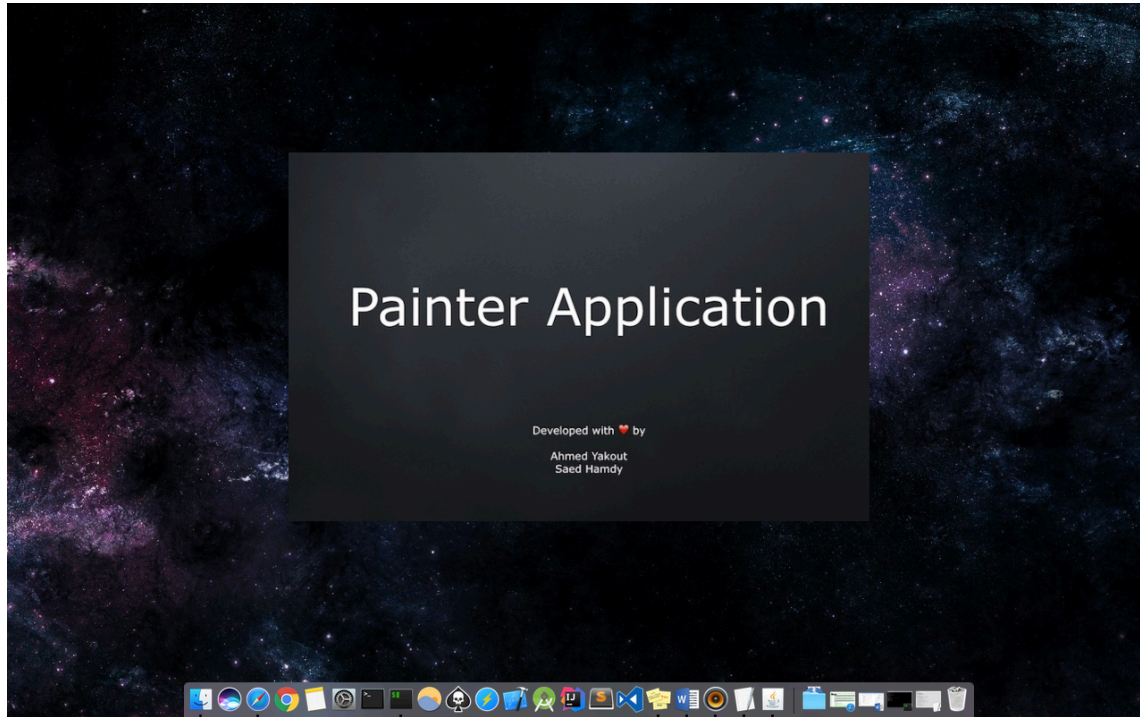 Painter Application
Developed with ❤️ by
Ahmed Yakout
Saed Hamdy